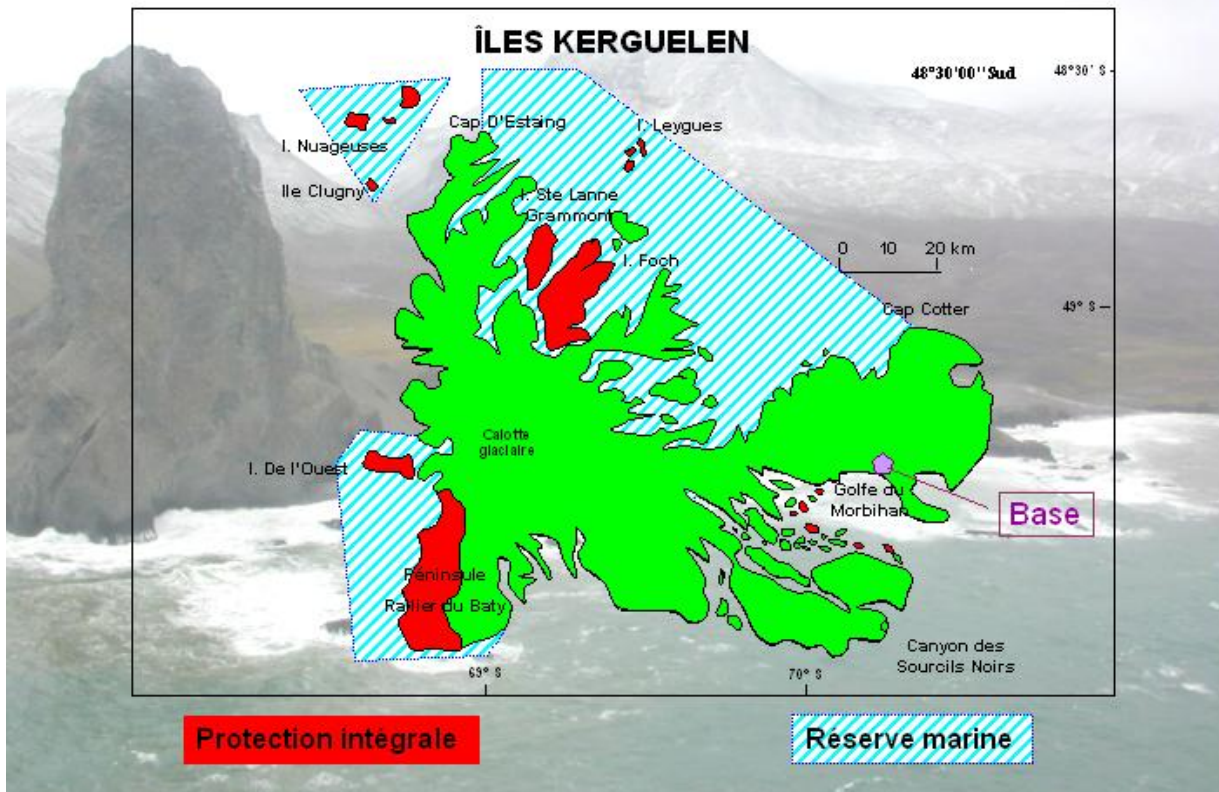 ÎLES KERGUELEN
48°30'00'' Sud
48°30' S
Cap D'Estaing
I. Leygues
I. Nuageuses
Ile Clugny
I. Ste Lanne
Grammont
0 10 20 km
I. Foch
Cap Cotter
49° S
Calotte
glaciaire
I. De l'Ouest
Golfe du
Morbihan
Base
Péninsule
Rallier du Baty
Canyon des
Sourcils Noirs
69° S
70° S
Protection intégrale
Réserve marine